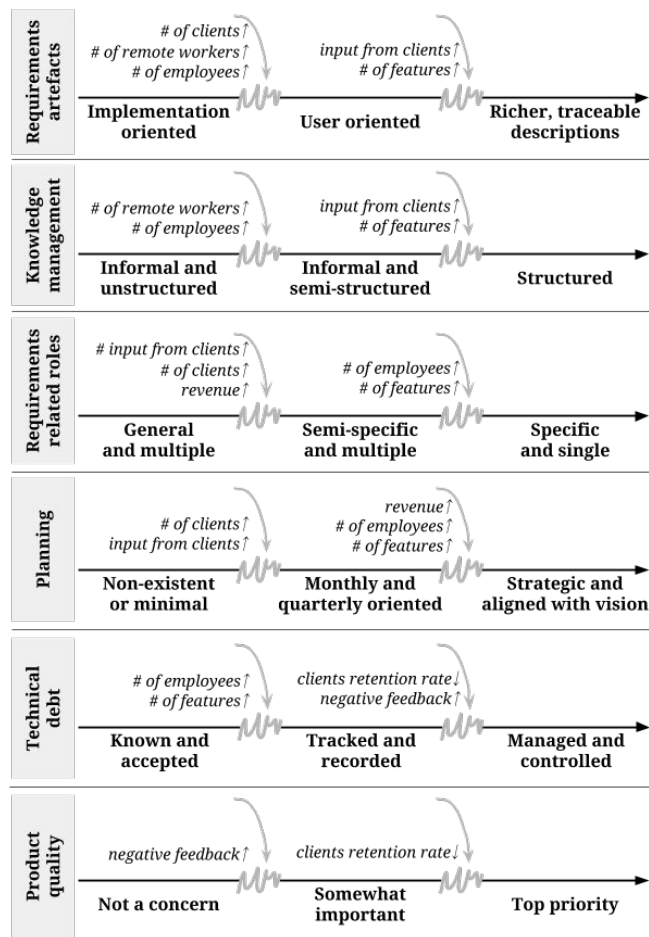 Requirements
artefacts
# of clients↑
# of remote workers↑
# of employees↑
input from clients↑
# of features↑
Implementation
oriented
User oriented
Richer, traceable
descriptions
Knowledge
management
# of remote workers↑
# of employees↑
input from clients↑
# of features↑
Informal and
unstructured
Informal and
semi-structured
Structured
Requirements
related roles
# input from clients↑
# of clients↑
revenue↑
# of employees↑
# of features↑
General
and multiple
Semi-specific
and multiple
Specific
and single
Planning
# of clients↑
input from clients↑
revenue↑
# of employees↑
# of features↑
Non-existent
or minimal
Monthly and
quarterly oriented
Strategic and
aligned with vision
Technical
debt
# of employees↑
# of features↑
clients retention rate↓
negative feedback↑
Known and
accepted
Tracked and
recorded
Managed and
controlled
Product
quality
negative feedback↑
clients retention rate↓
Not a concern
Somewhat
important
Top priority